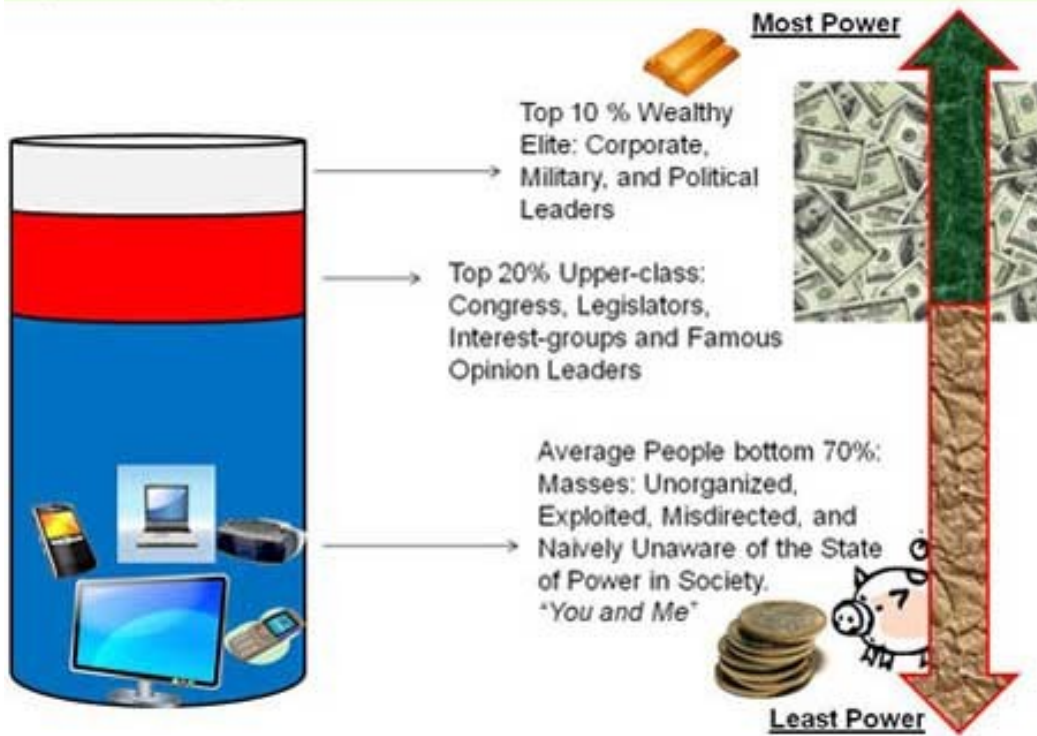 Most Power
Top 10 % Wealthy
Elite: Corporate,
Military, and Political
Leaders
Top 20% Upper-class:
Congress, Legislators,
Interest-groups and Famous
Opinion Leaders
Average People bottom 70%:
Masses: Unorganized,
Exploited, Misdirected, and
Naively Unaware of the State
of Power in Society.
“You and Me”
Least Power